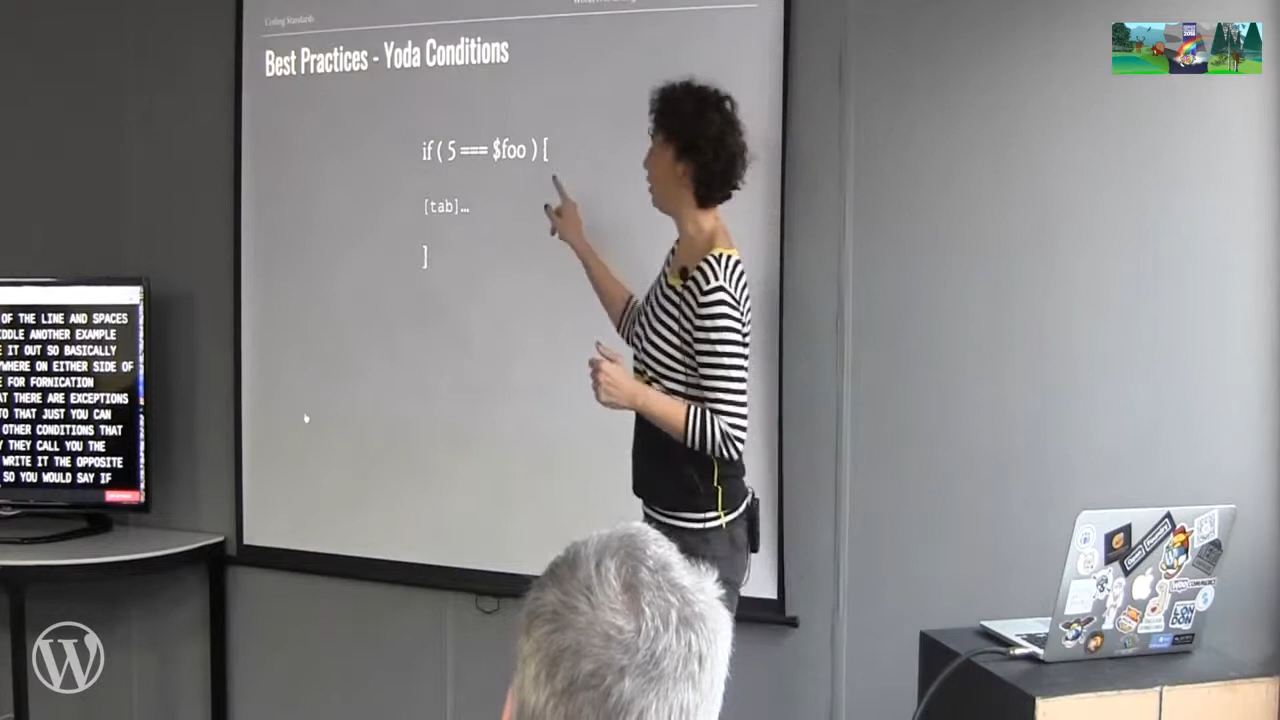 Coding Standards
Best Practices - Yoda Conditions
if ( 5 === $foo ) {
[tab]…
}
OF THE LINE AND SPACES
IDDLE ANOTHER EXAMPLE
E IT OUT SO BASICALLY
YWHERE ON EITHER SIDE OF
E FOR FORNICATION
AT THERE ARE EXCEPTIONS
TO THAT JUST YOU CAN
OTHER CONDITIONS THAT
Y THEY CALL YOU THE
WRITE IT THE OPPOSITE
SO YOU WOULD SAY IF
WOOCOMMERCE
LONDON
W